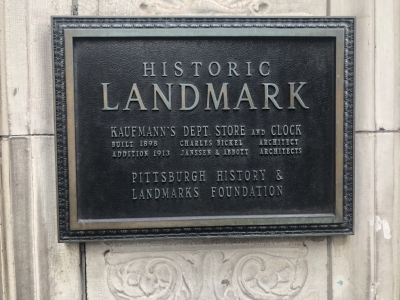 HISTORIC
LANDMARK
KAUFMANN'S DEPT. STORE AND CLOCK
BUILT 1898 CHARLES BICKEL ARCHITECT
ADDITION 1913 JANSSEN & ABBOTT ARCHITECTS
PITTSBURGH HISTORY &
LANDMARKS FOUNDATION